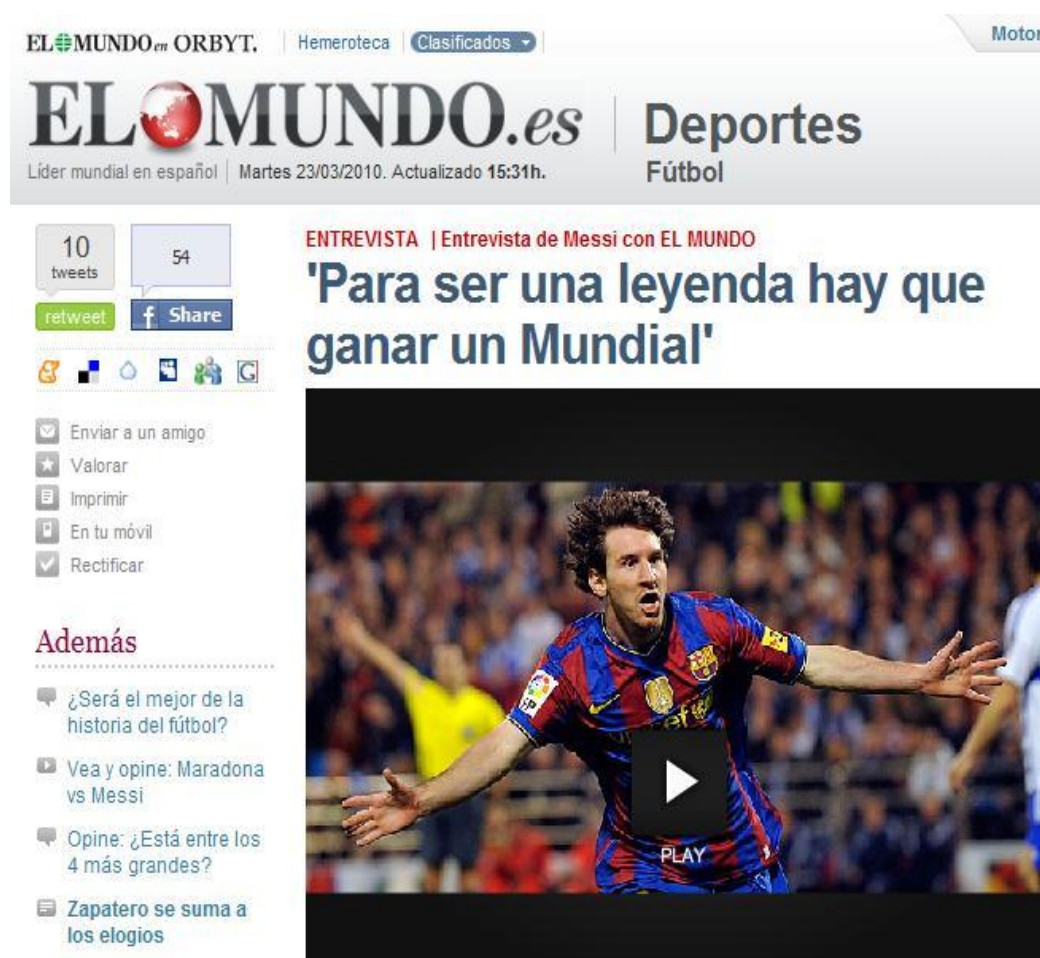 EL MUNDO en ORBYT. Hemeroteca Clasificados
Motor
EL MUNDO.es
Deportes
Fútbol
Líder mundial en español Martes 23/03/2010. Actualizado 15:31h.
10
tweets
retweet
54
f Share
ENTREVISTA | Entrevista de Messi con EL MUNDO
'Para ser una leyenda hay que
ganar un Mundial'
Enviar a un amigo
Valorar
Imprimir
En tu móvil
Rectificar
Además
¿Será el mejor de la
historia del fútbol?
Vea y opine: Maradona
vs Messi
Opine: ¿Está entre los
4 más grandes?
Zapatero se suma a
los elogios
PLAY